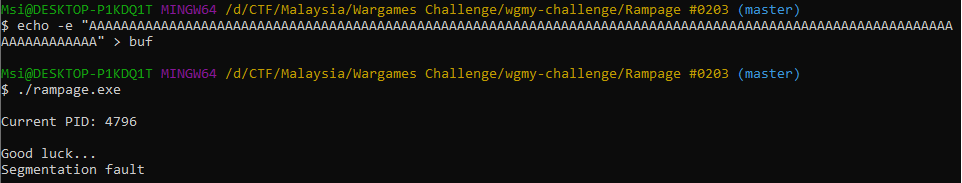 Msi@DESKTOP-P1KDQ1T MINGW64 /d/CTF/Malaysia/Wargames Challenge/wgmy-challenge/Rampage #0203 (master)
$ echo -e "AAAAAAAAAAAAAAAAAAAAAAAAAAAAAAAAAAAAAAAAAAAAAAAAAAAAAAAAAAAAAAAAAAAAAAAAAAAAAAAAAAAAAAAAAAAAAAAAAAAAAAAAAAAA
AAAAAAAAAAAA" > buf
Msi@DESKTOP-P1KDQ1T MINGW64 /d/CTF/Malaysia/Wargames Challenge/wgmy-challenge/Rampage #0203 (master)
$ ./rampage.exe
Current PID: 4796
Good luck...
Segmentation fault